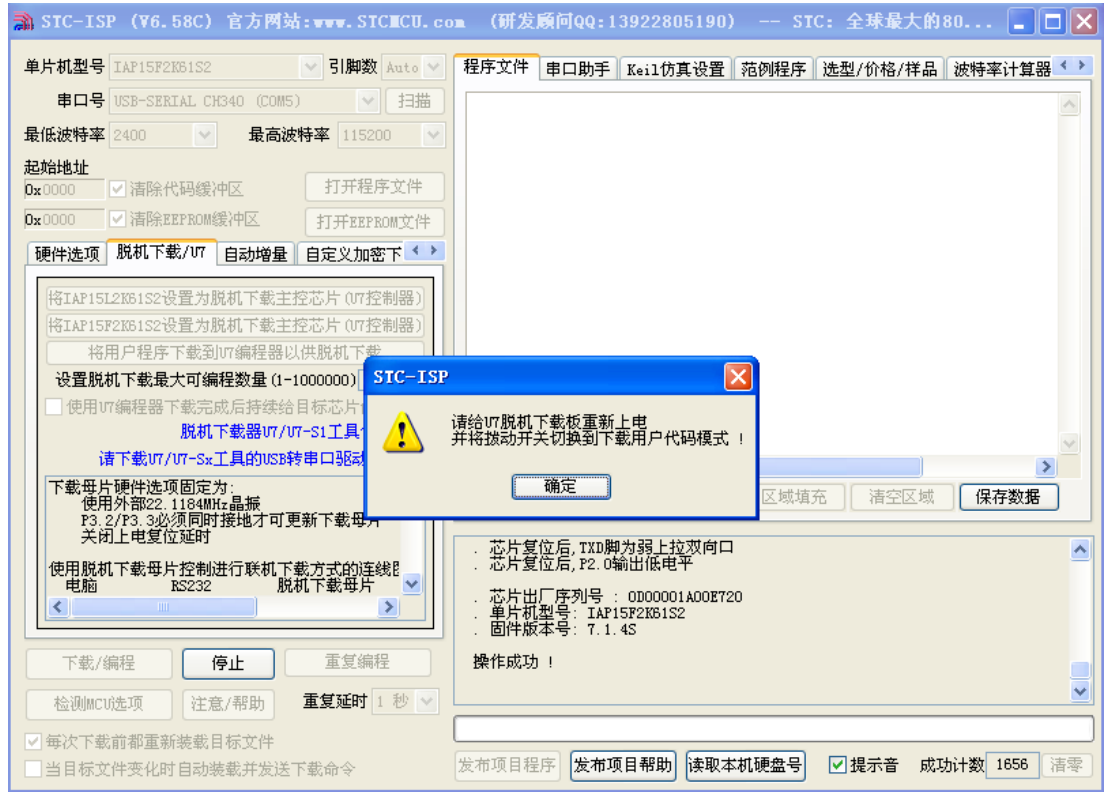 STC-ISP (V6.58C) 官方网站:www.STCMCU.com (研发顾问QQ:13922805190) -- STC: 全球最大的80...
单片机型号 IAP15F2K61S2 引脚数 Auto
串口号 USB-SERIAL CH340 (COM5) 扫描
最低波特率 2400 最高波特率 115200
起始地址
0x0000 清除代码缓冲区 打开程序文件
0x0000 清除EEPROM缓冲区 打开EEPROM文件
硬件选项 脱机下载/U7 自动增量 自定义加密下
将IAP15L2K61S2设置为脱机下载主控芯片(U7控制器)
将IAP15F2K61S2设置为脱机下载主控芯片(U7控制器)
将用户程序下载到U7编程器以供脱机下载
设置脱机下载最大可编程数量(1-1000000)
使用U7编程器下载完成后持续给目标芯片
脱机下载器U7/U7-S1工具
请下载U7/U7-Sx工具的USB转串口驱动
下载母片硬件选项固定为:
使用外部22.1184MHz晶振
P3.2/P3.3必须同时接地才可更新下载母片
关闭上电复位延时
使用脱机下载母片控制进行联机下载方式的连线图
电脑 RS232 脱机下载母片
下载/编程 停止 重复编程
检测MCU选项 注意/帮助 重复延时 1 秒
每次下载前都重新装载目标文件
当目标文件变化时自动装载并发送下载命令
程序文件 串口助手 Keil仿真设置 范例程序 选型/价格/样品 波特率计算器
STC-ISP
请给U7脱机下载板重新上电
并将拨动开关切换到下载用户代码模式 !
确定
区域填充 清空区域 保存数据
. 芯片复位后,TXD脚为弱上拉双向口
. 芯片复位后,P2.0输出低电平
. 芯片出厂序列号 : 0D00001A00E720
. 单片机型号: IAP15F2K61S2
. 固件版本号: 7.1.4S
操作成功 !
发布项目程序 发布项目帮助 读取本机硬盘号 提示音 成功计数 1656 清零